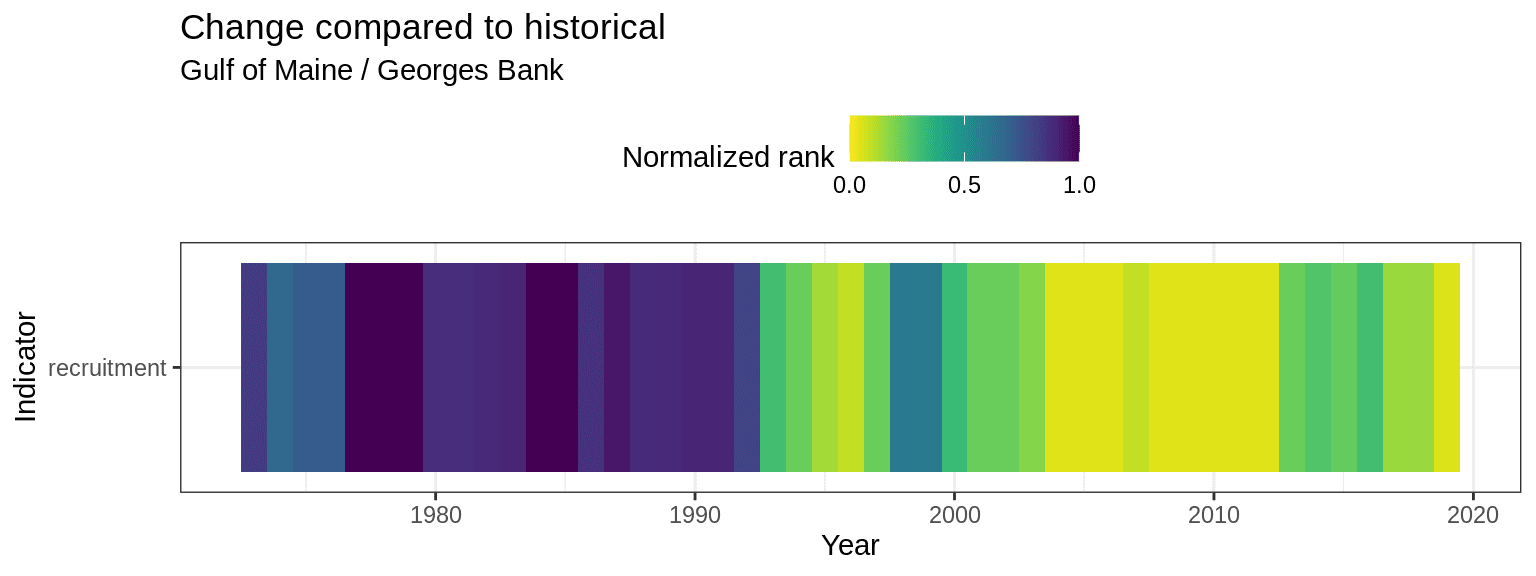 Change compared to historical
Gulf of Maine / Georges Bank
Normalized rank
0.0 0.5 1.0
Indicator
recruitment
1980 1990 2000 2010 2020
Year